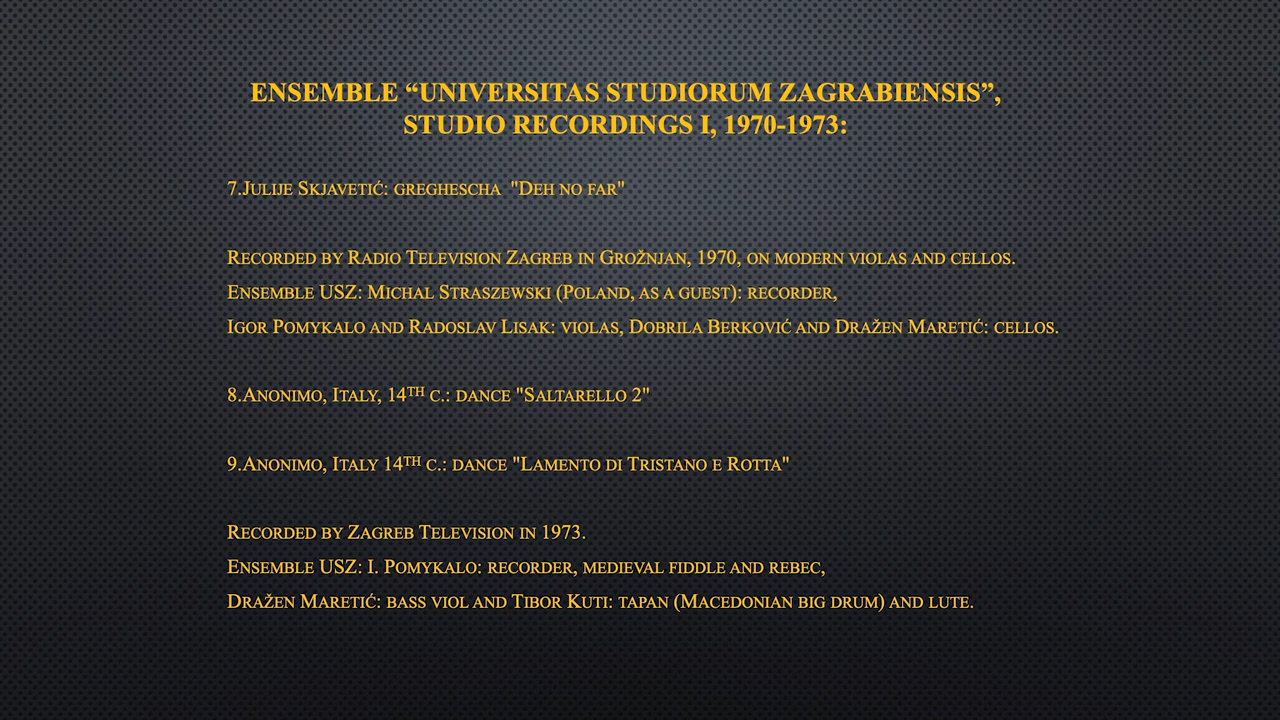 ENSEMBLE “UNIVERSITAS STUDIORUM ZAGRABIENSIS”,
STUDIO RECORDINGS I, 1970-1973:
7.Julije Skjavetić: greghescha "Deh no far"
Recorded by Radio Television Zagreb in Grožnjan, 1970, on modern violas and cellos.
Ensemble USZ: Michal Straszewski (Poland, as a guest): recorder,
Igor Pomykalo and Radoslav Lisak: violas, Dobrila Berković and Dražen Maretić: cellos.
8.Anonimo, Italy, 14th c.: dance "Saltarello 2"
9.Anonimo, Italy 14th c.: dance "Lamento di Tristano e Rotta"
Recorded by Zagreb Television in 1973.
Ensemble USZ: I. Pomykalo: recorder, medieval fiddle and rebec,
Dražen Maretić: bass viol and Tibor Kuti: tapan (Macedonian big drum) and lute.